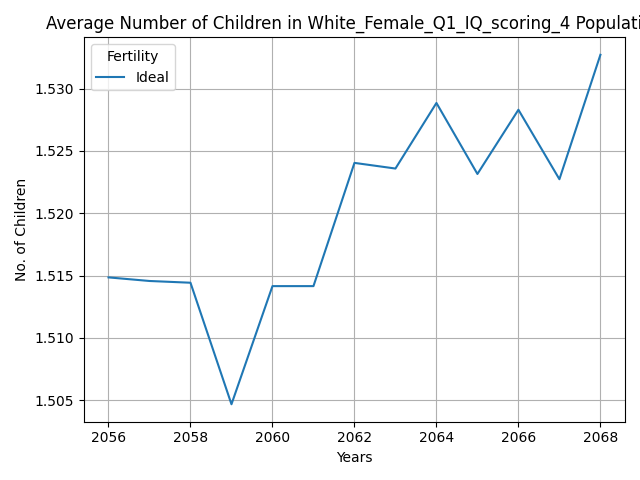 Average Number of Children in White_Female_Q1_IQ_scoring_4 Populati
Fertility
Ideal
No. of Children
1.530
1.525
1.520
1.515
1.510
1.505
2056 2058 2060 2062 2064 2066 2068
Years